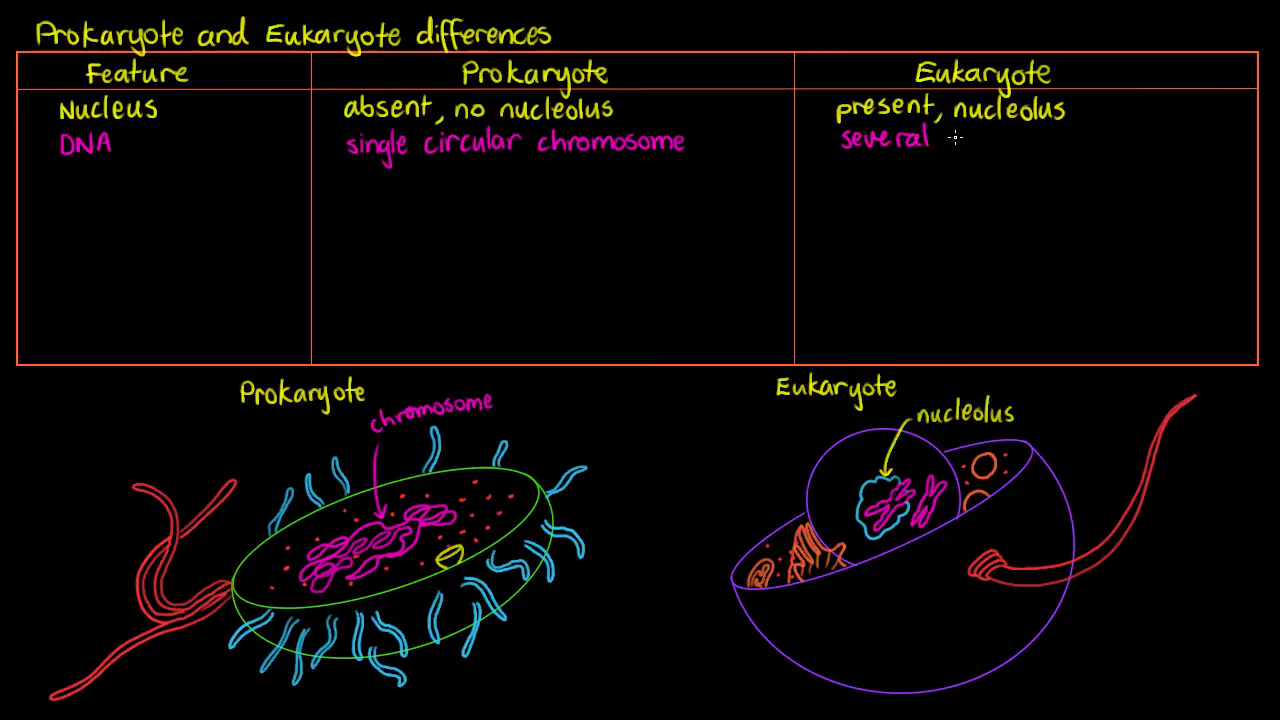 Prokaryote and Eukaryote differences
Feature Prokaryote Eukaryote
Nucleus absent, no nucleolus present, nucleolus
DNA single circular chromosome several
Prokaryote Eukaryote
chromosome nucleolus